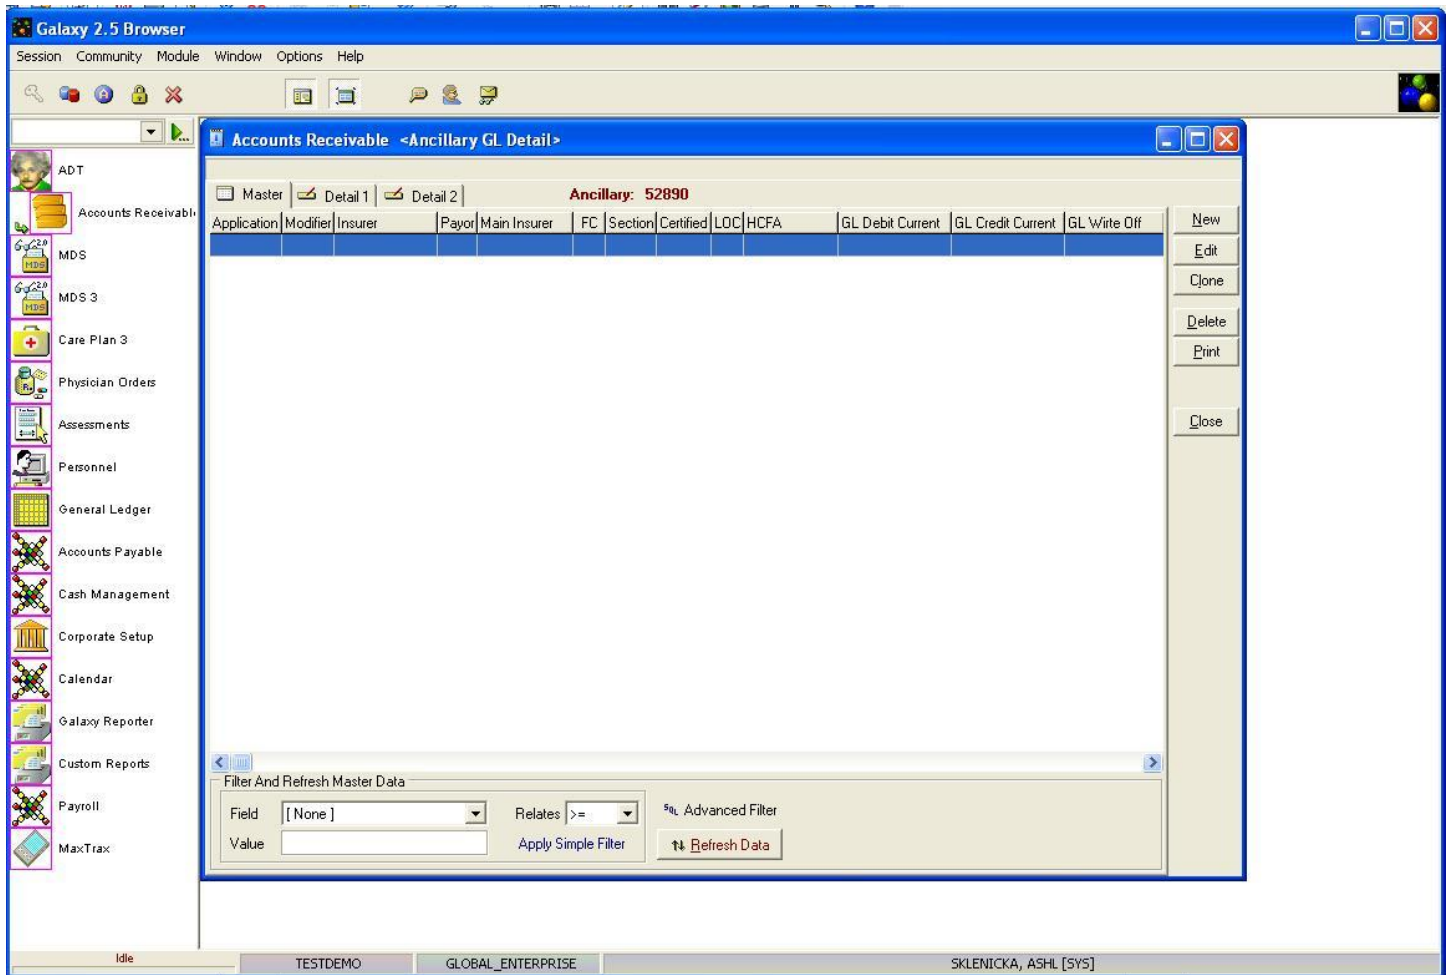 Galaxy 2.5 Browser
Session Community Module Window Options Help
Accounts Receivable <Ancillary GL Detail>
ADT
Accounts Receivabl
MDS
MDS 3
Care Plan 3
Physician Orders
Assessments
Personnel
General Ledger
Accounts Payable
Cash Management
Corporate Setup
Calendar
Galaxy Reporter
Custom Reports
Payroll
MaxTrax
Master Detail 1 Detail 2 Ancillary: 52890
Application Modifier Insurer Payor Main Insurer FC Section Certified LOC HCFA GL Debit Current GL Credit Current GL Wirte Off
New
Edit
Clone
Delete
Print
Close
Filter And Refresh Master Data
Field [ None ] Relates >= SQL Advanced Filter
Value Apply Simple Filter Refresh Data
Idle TESTDEMO GLOBAL_ENTERPRISE SKLENICKA, ASHL [SYS]